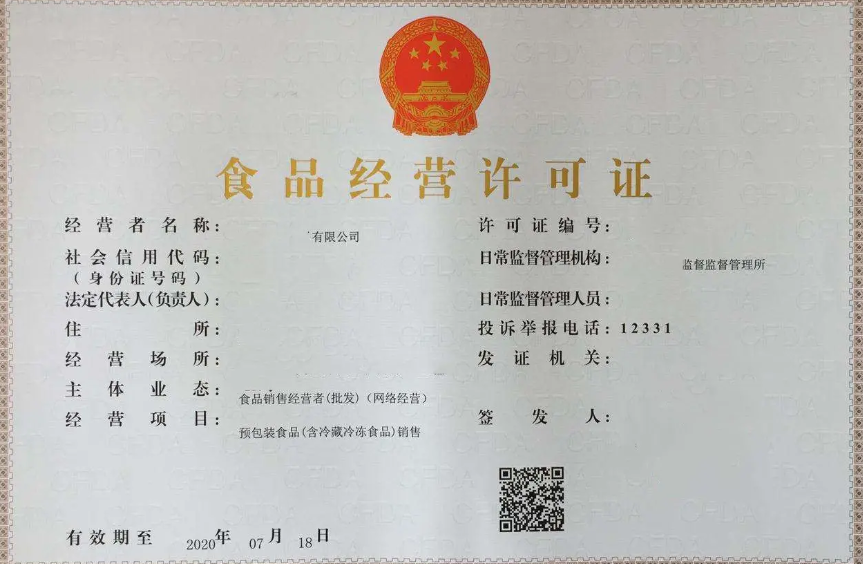 食品经营许可证
经营者名称：
有限公司
许可证编号：
社会信用代码：
（身份证号码）
日常监督管理机构：
监督监督管理所
法定代表人(负责人)：
日常监督管理人员：
住所：
投诉举报电话：12331
经营场所：
发证机关：
主体业态：
食品销售经营者(批发)（网络经营）
经营项目：
预包装食品(含冷藏冷冻食品)销售
签发人：
有效期至 2020年 07月 18日